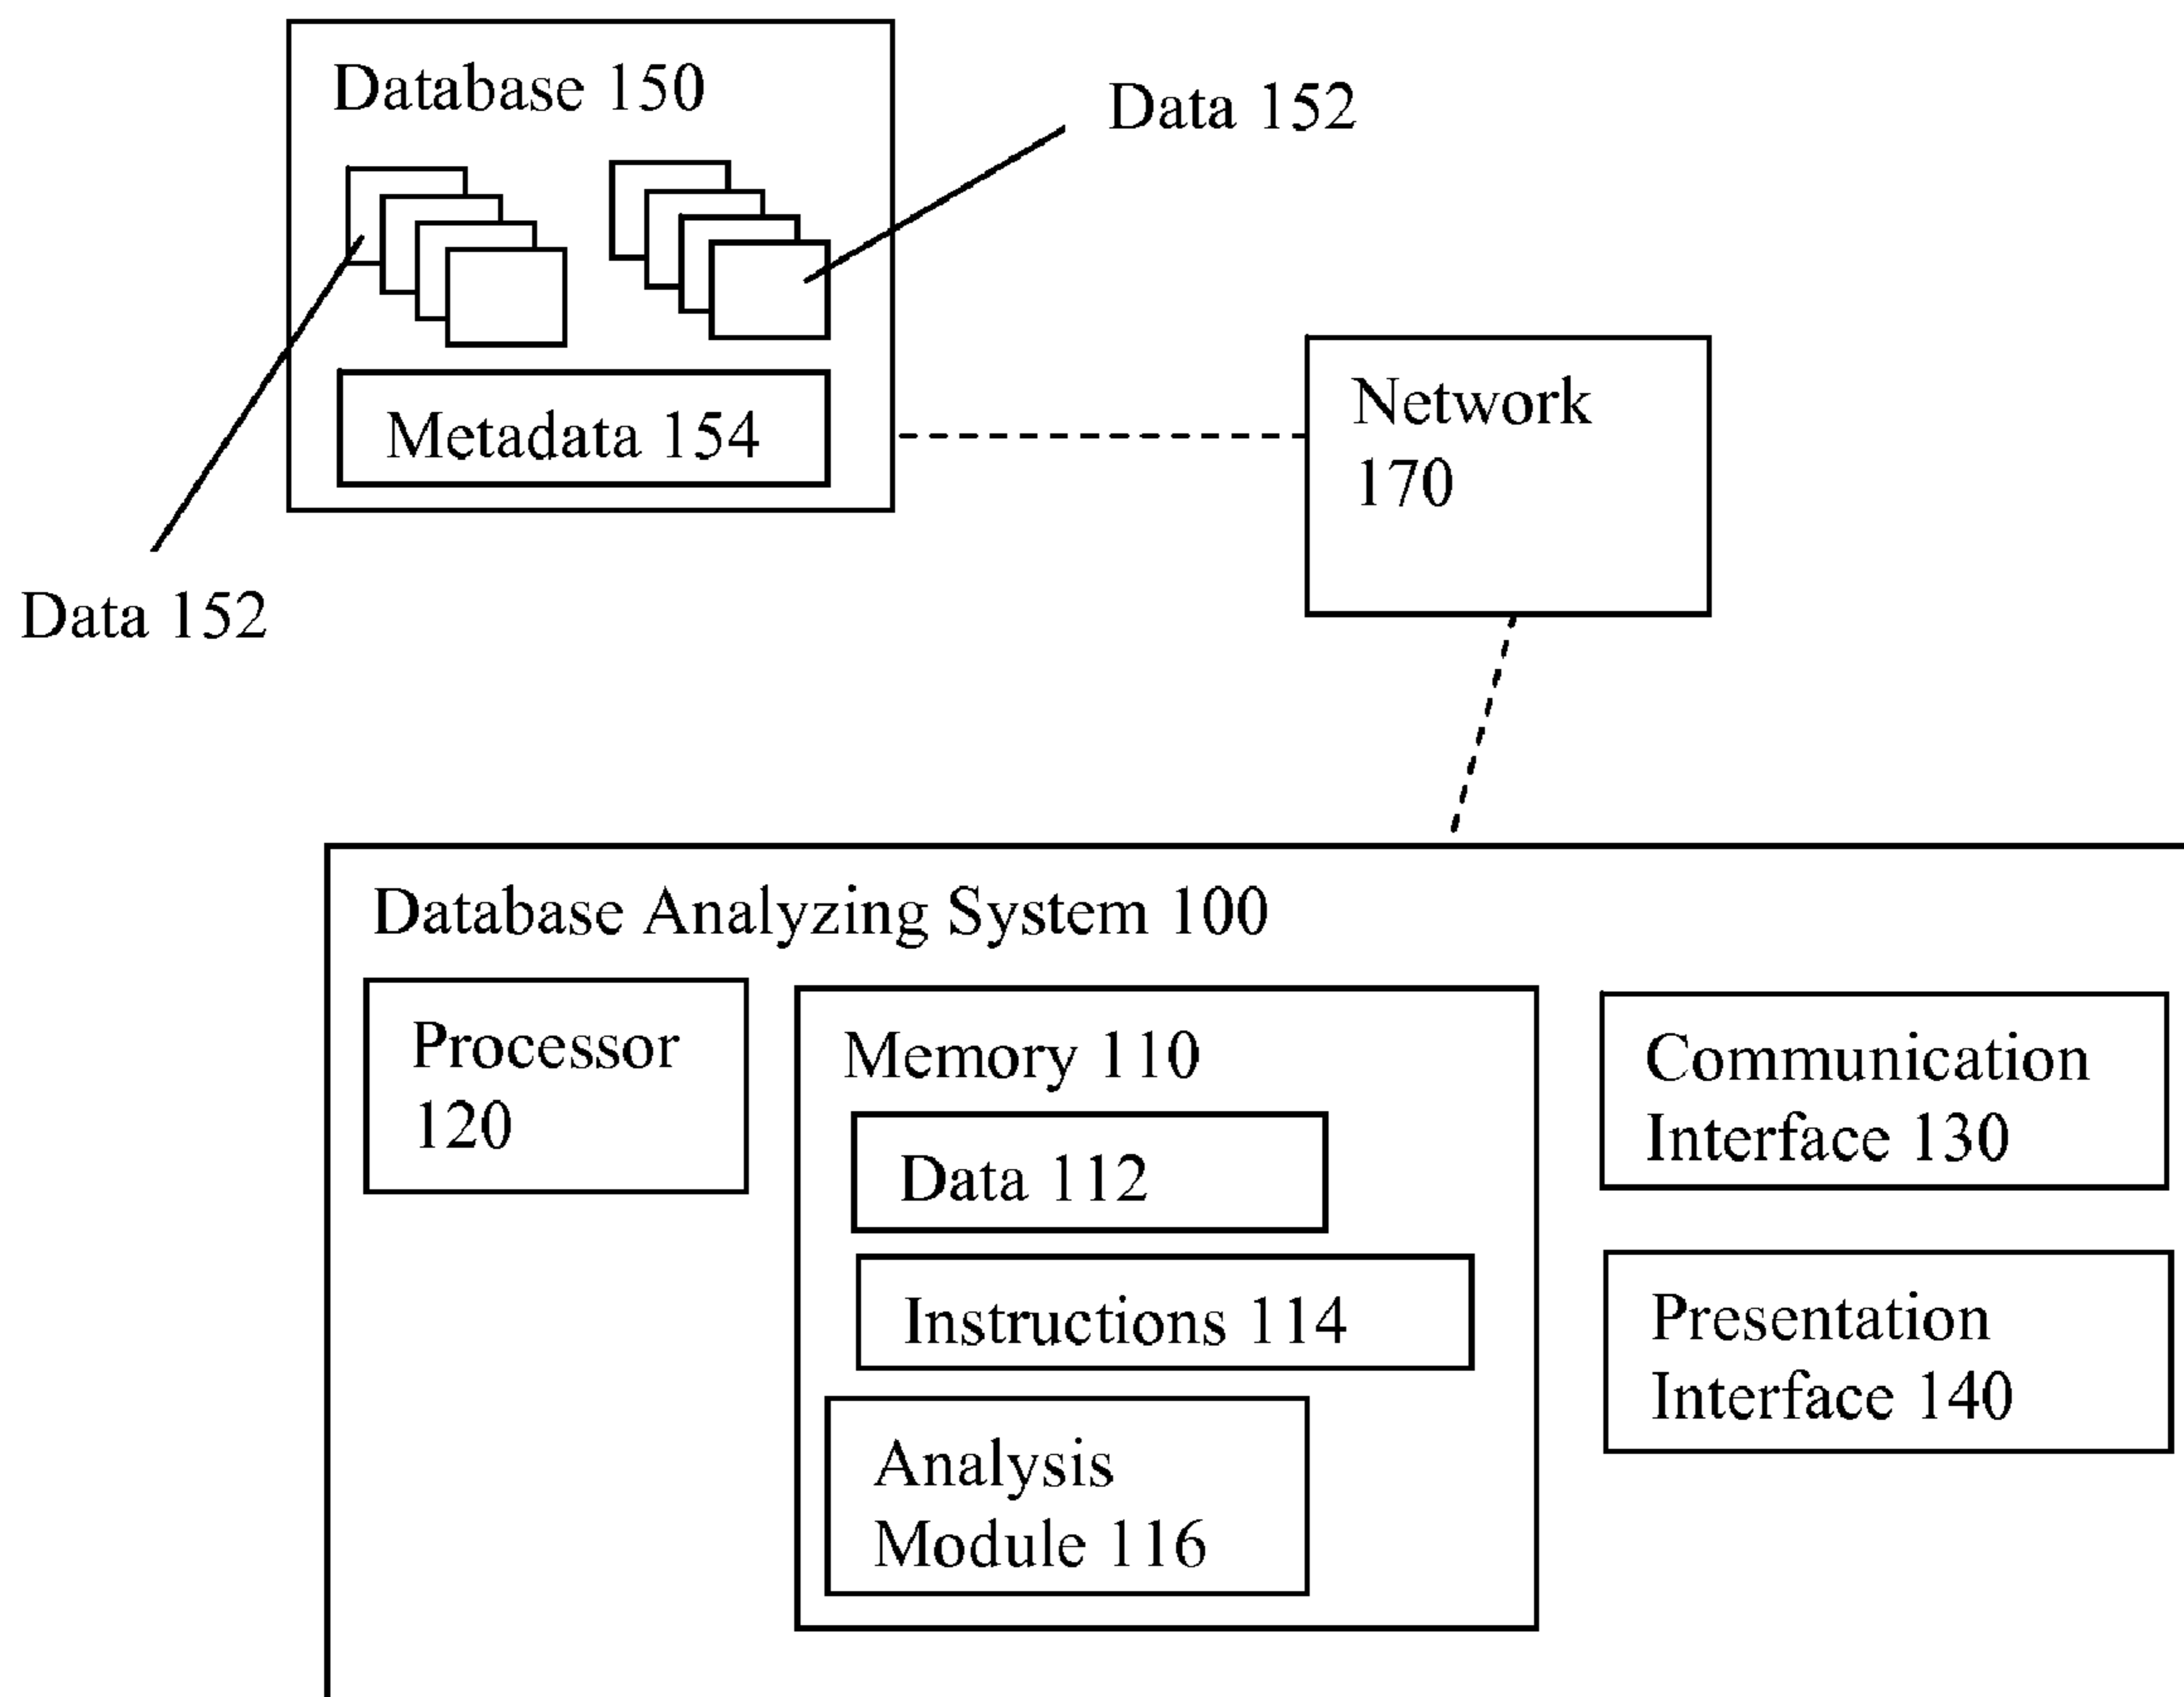 Database 150
Data 152
Metadata 154
Network
170
Data 152
Database Analyzing System 100
Processor
120
Memory 110
Data 112
Instructions 114
Analysis
Module 116
Communication
Interface 130
Presentation
Interface 140